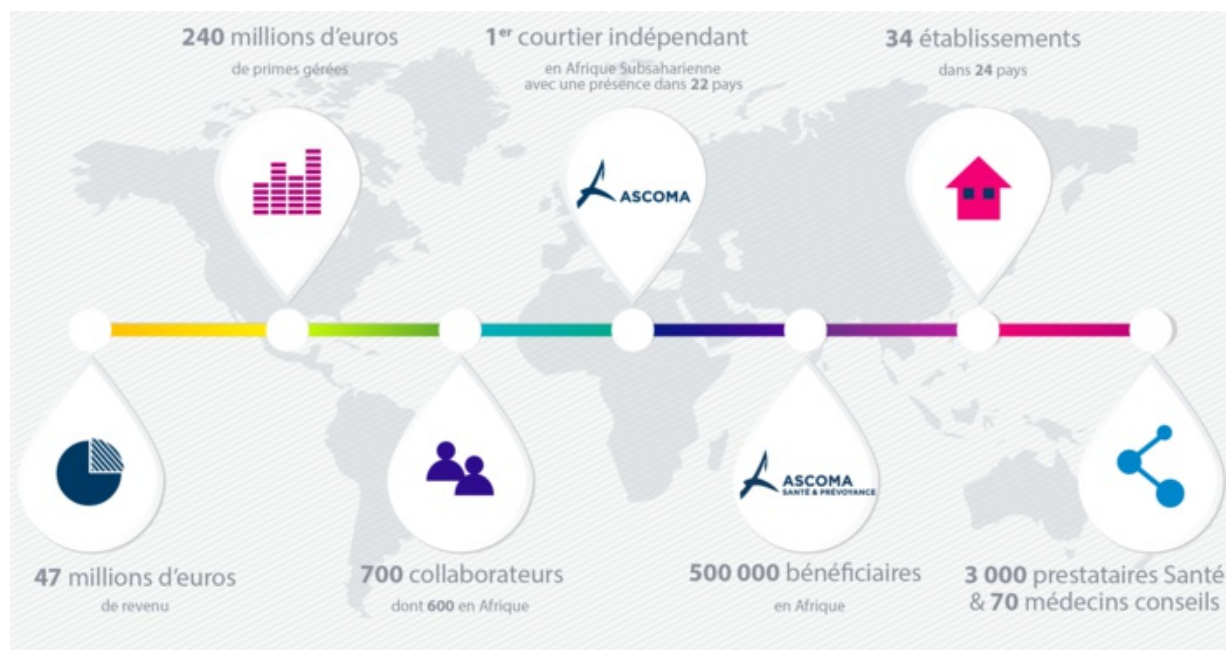 240 millions d'euros
de primes gérées
1er courtier indépendant
en Afrique Subsaharienne
avec une présence dans 22 pays
34 établissements
dans 24 pays
ASCOMA
ASCOMA
SANTÉ & PRÉVOYANCE
47 millions d'euros
de revenu
700 collaborateurs
dont 600 en Afrique
500 000 bénéficiaires
en Afrique
3 000 prestataires Santé
& 70 médecins conseils